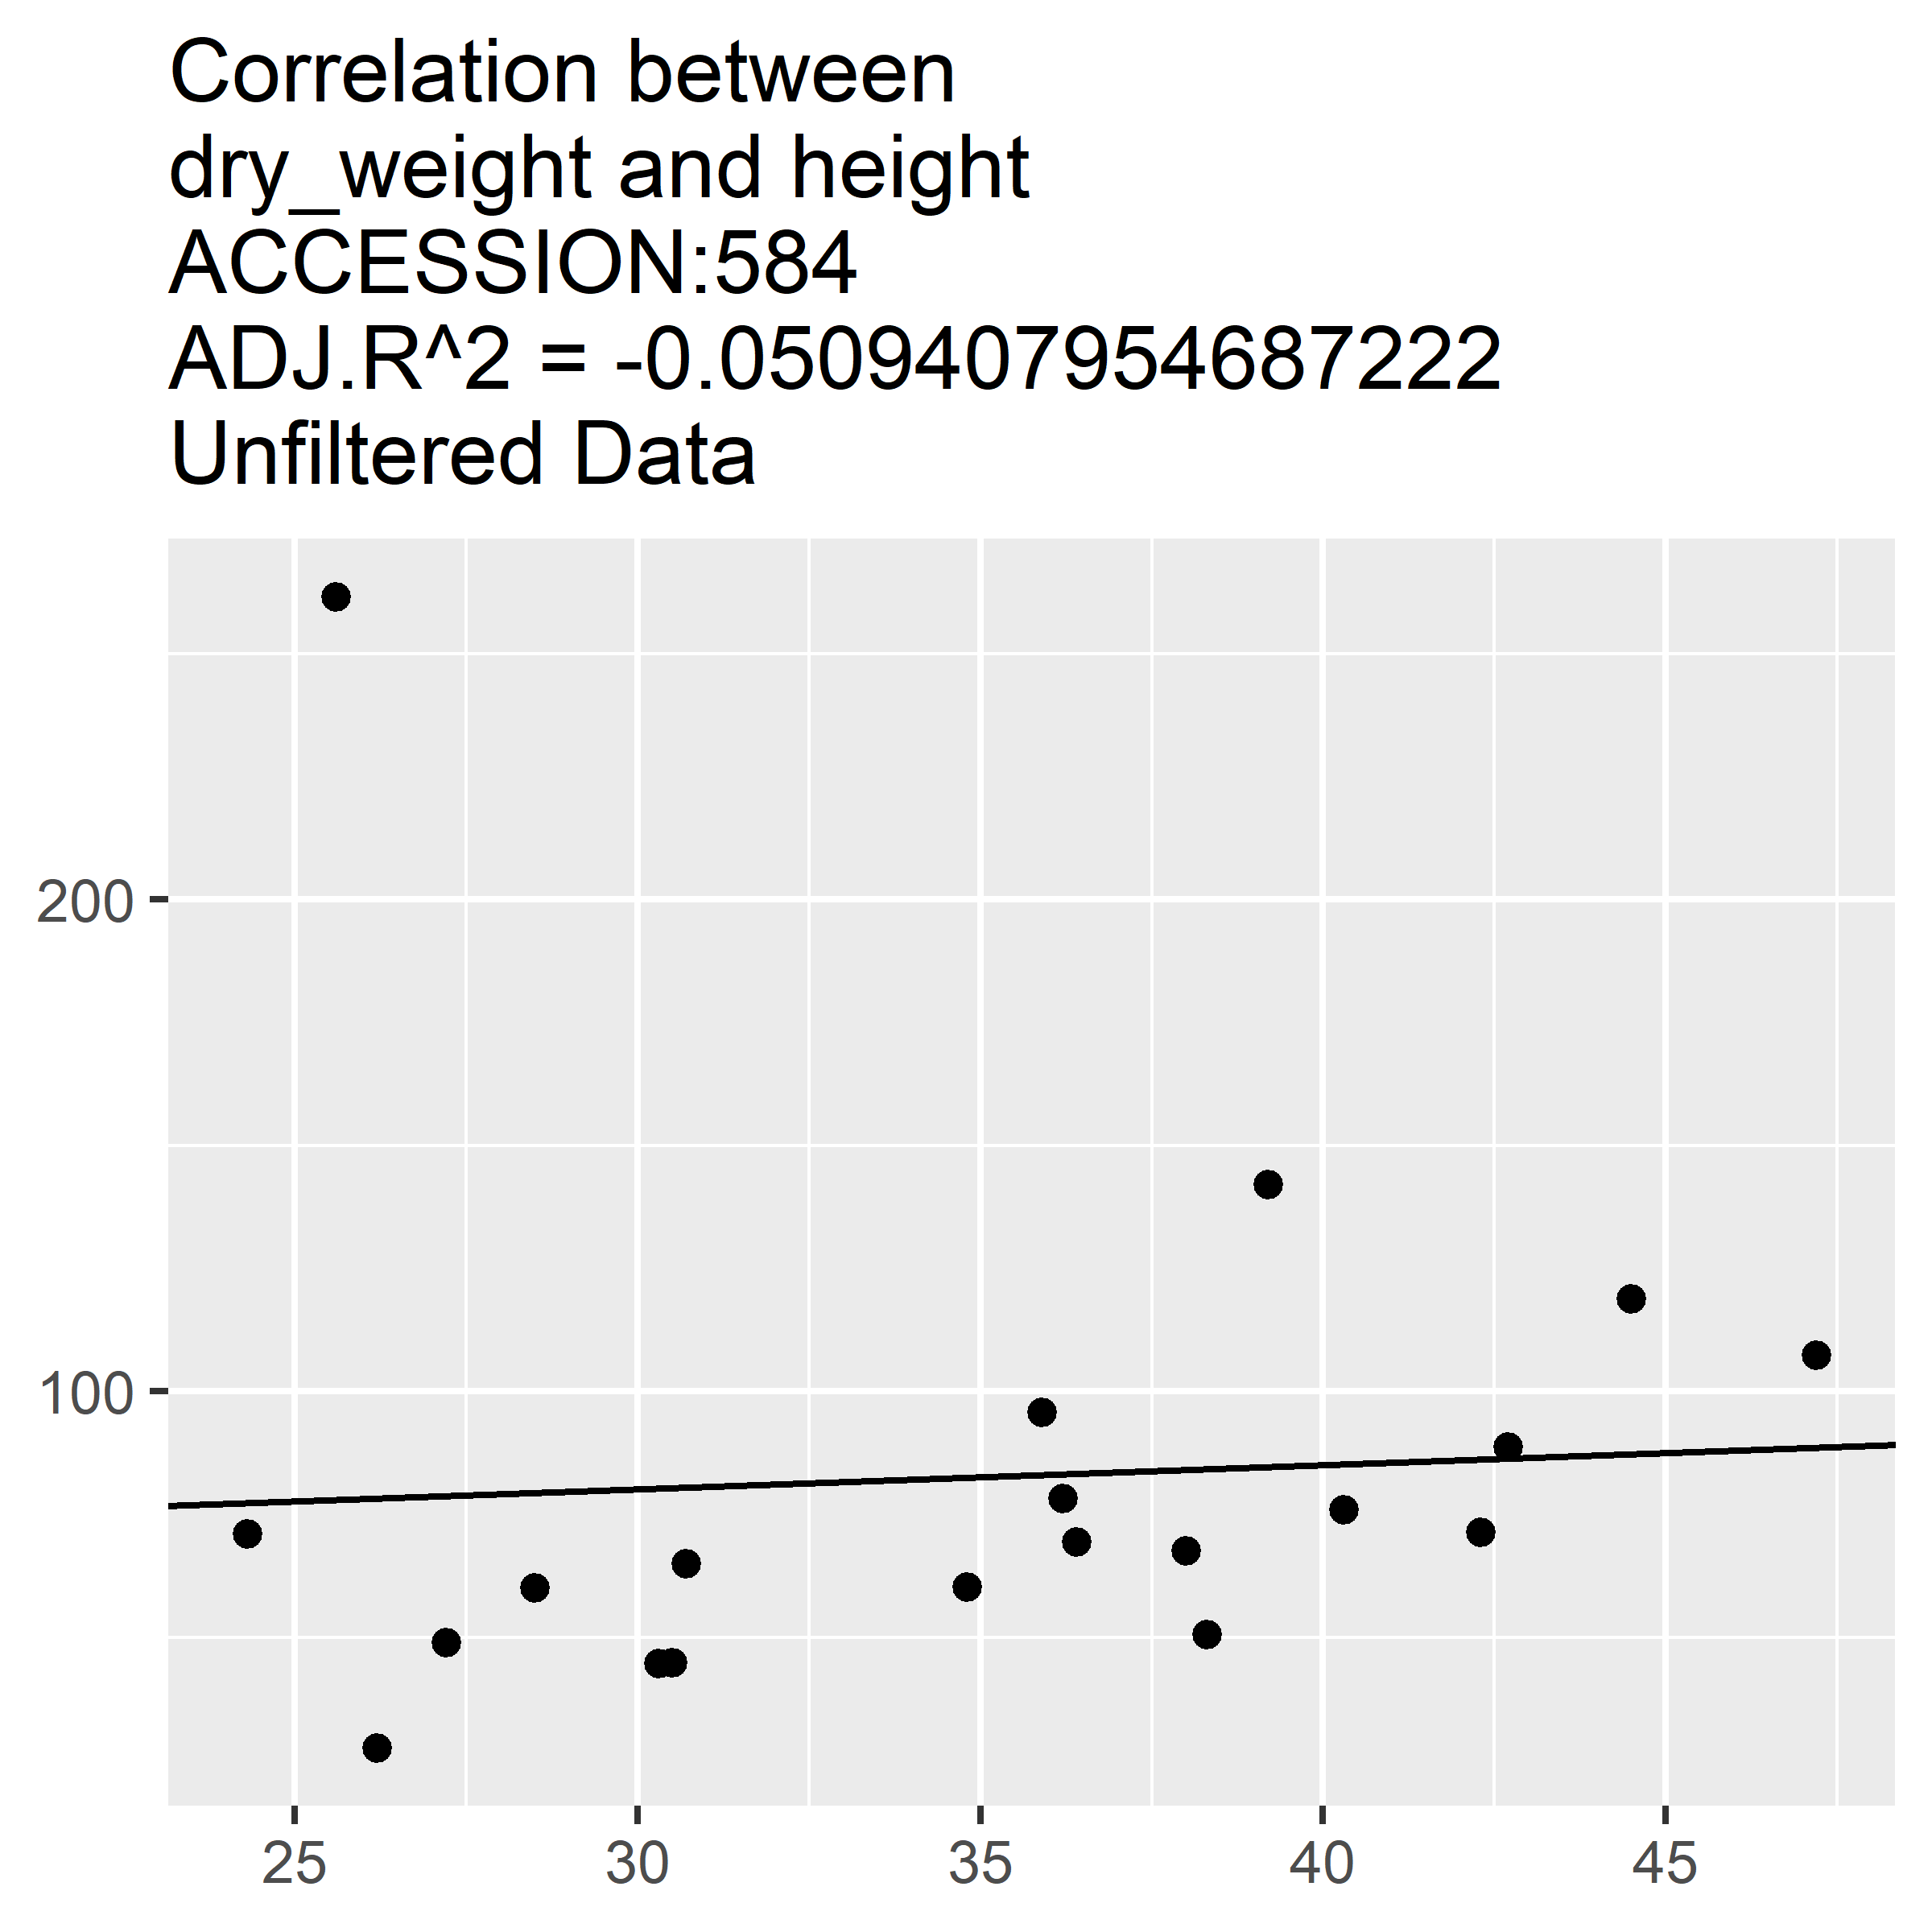 Correlation between
dry_weight and height
ACCESSION:584
ADJ.R^2 = -0.0509407954687222
Unfiltered Data
200
100
25 30 35 40 45